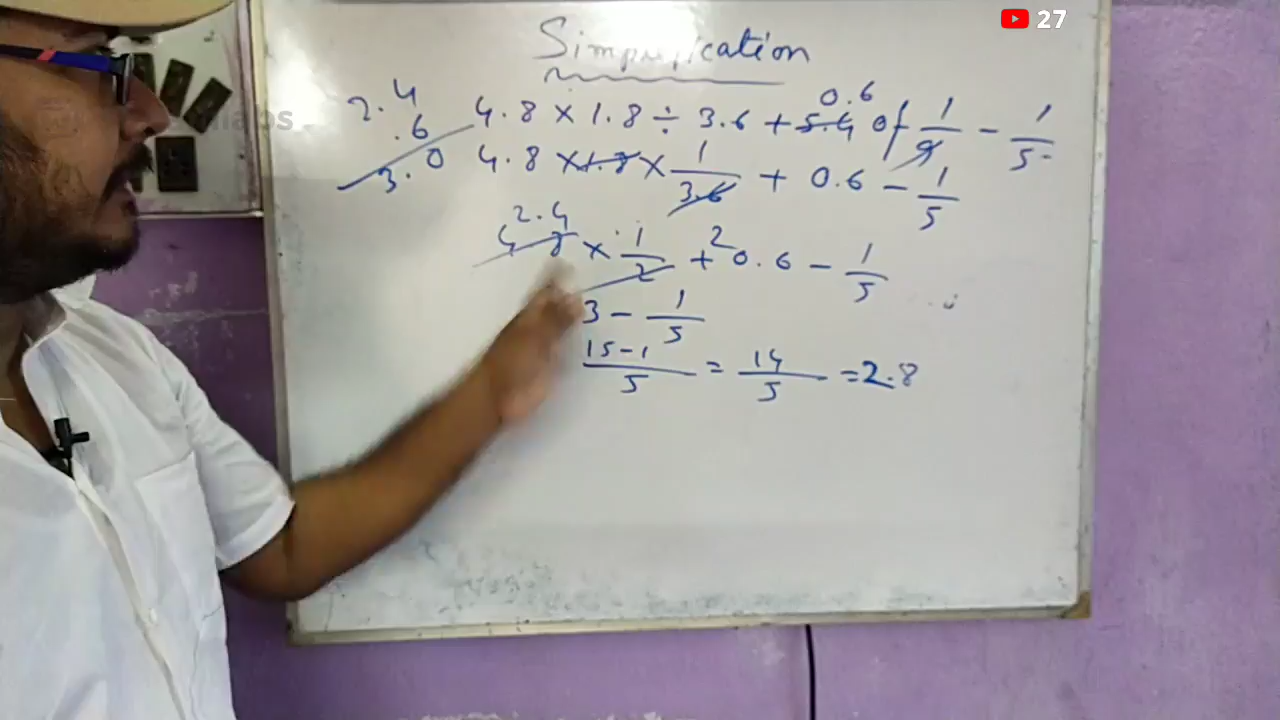 27
Simplification
2.4
.6
3.0
0.6
4.8 × 1.8 ÷ 3.6 + 5.4 of 1/9 - 1/5
4.8 × 1.8 × 1/3.6 + 0.6 - 1/5
2.4
4.8 × 1/2 + 0.6 - 1/5
2
3 - 1/5
15-1/5 = 14/5 = 2.8